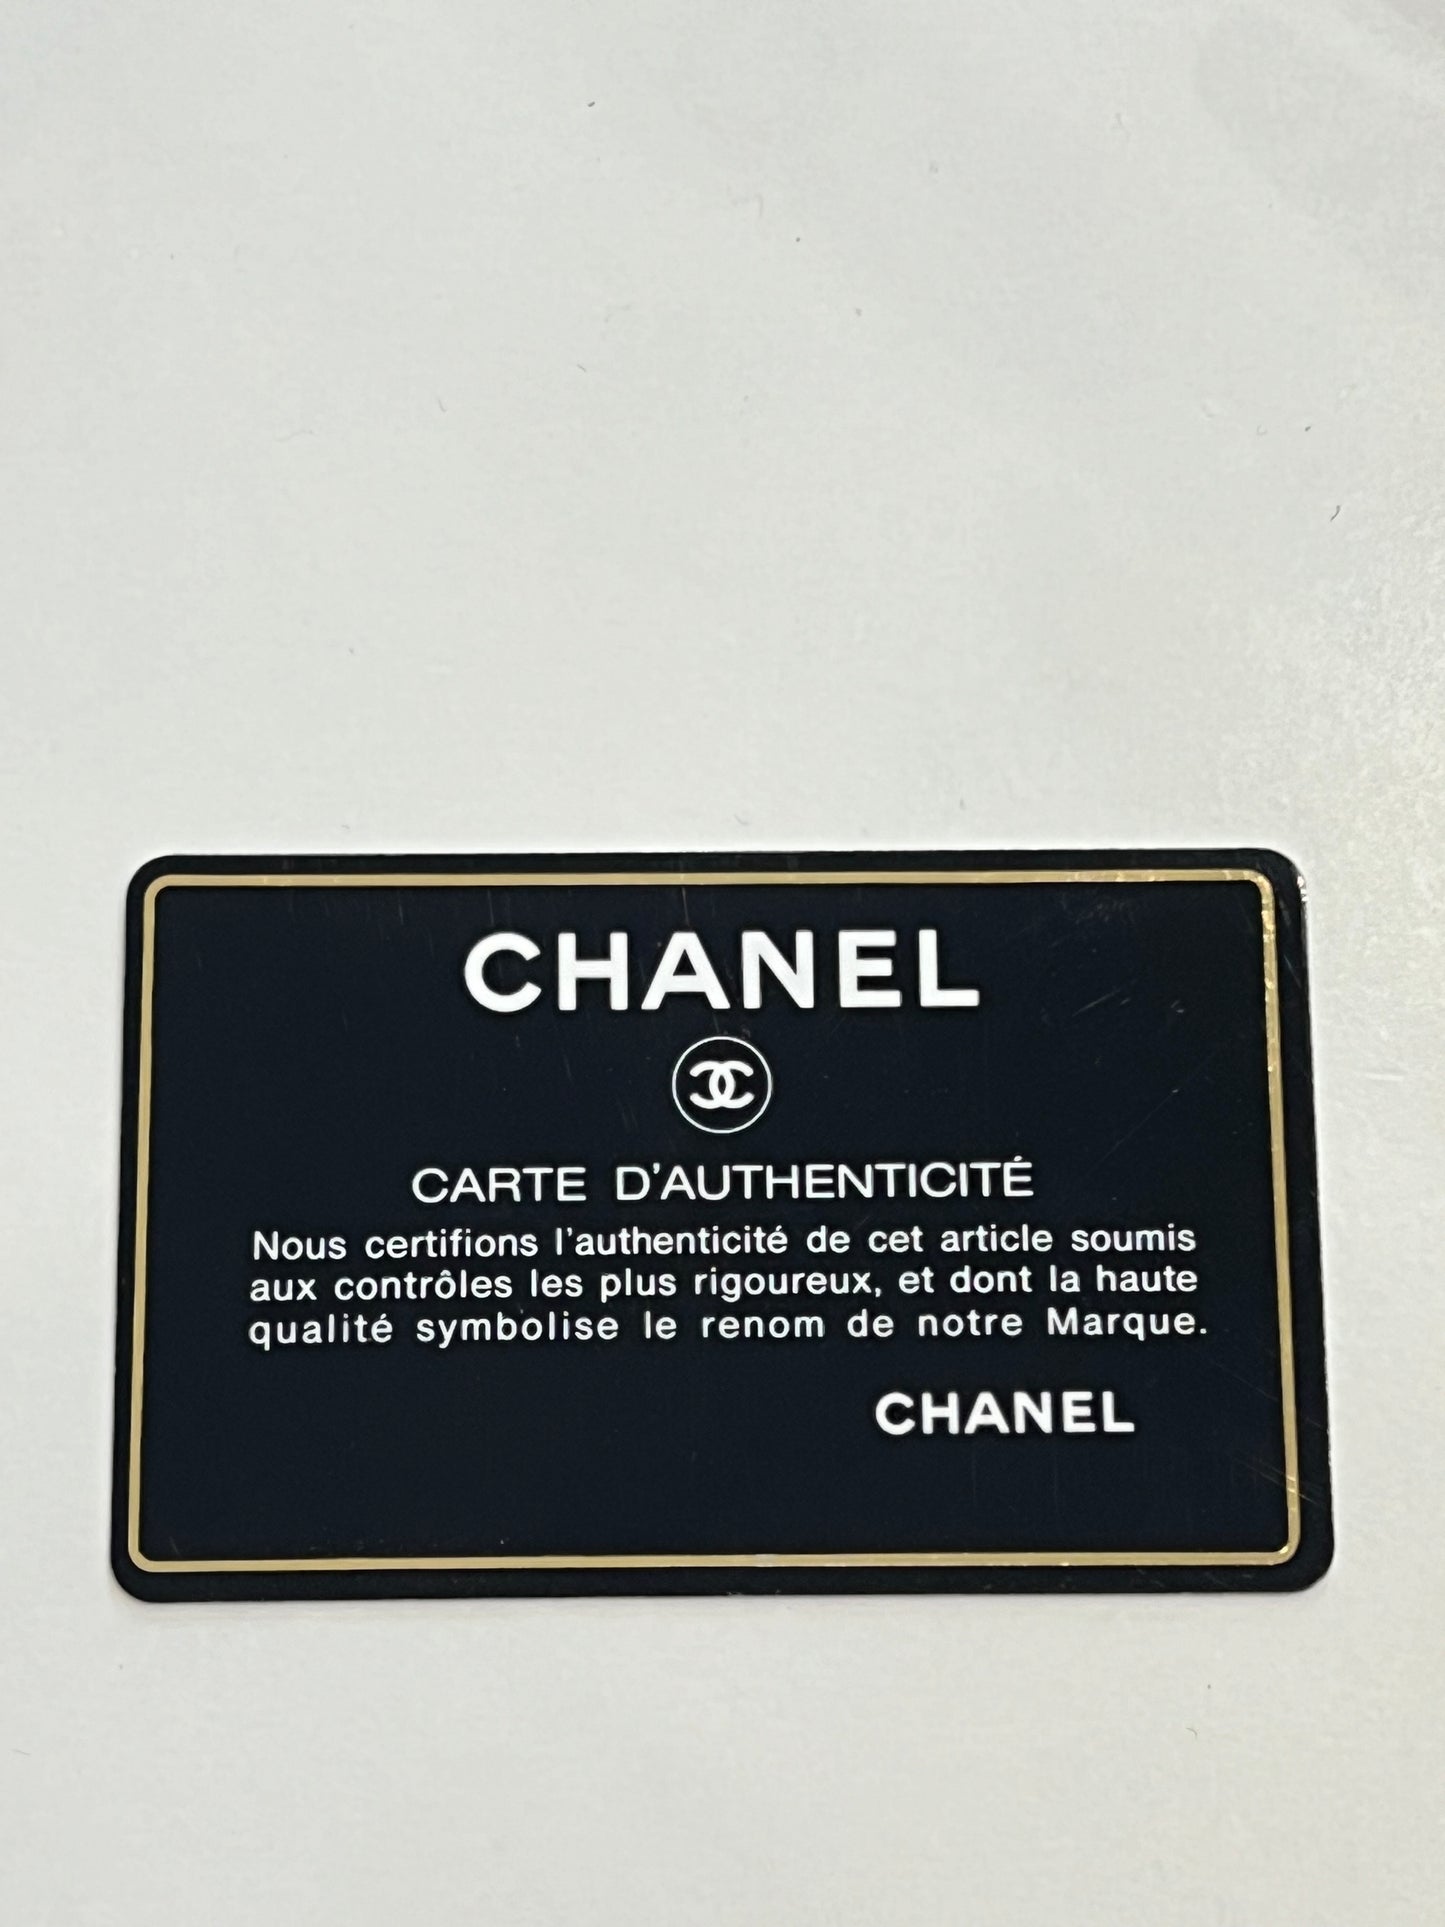 CHANEL
CARTE D'AUTHENTICITÉ
Nous certifions l'authenticité de cet article soumis
aux contrôles les plus rigoureux, et dont la haute
qualité symbolise le renom de notre Marque.
CHANEL